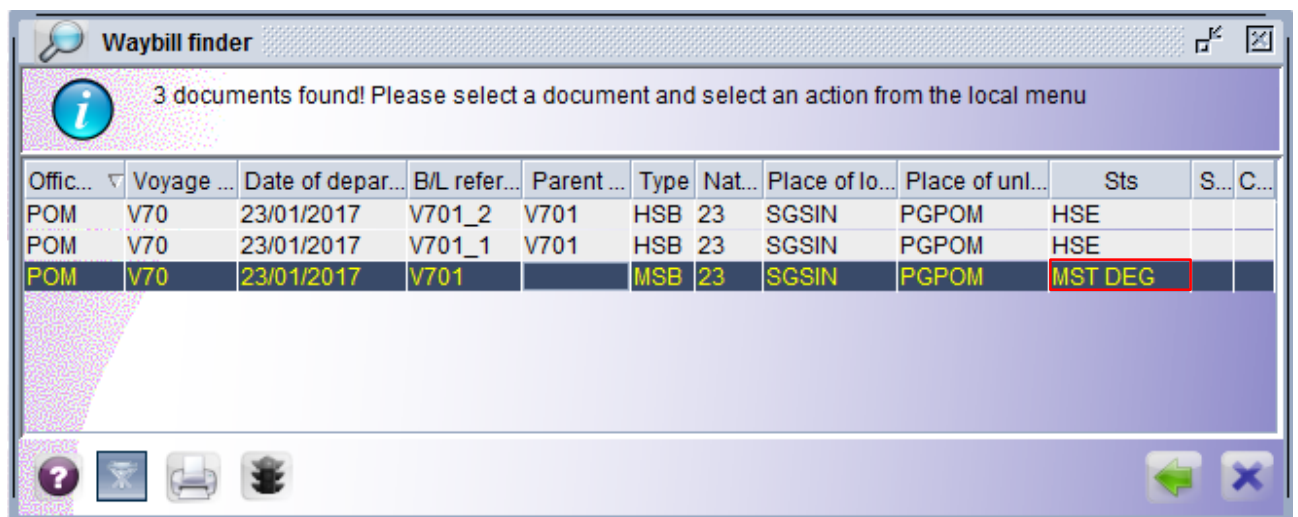 Waybill finder
3 documents found! Please select a document and select an action from the local menu
Offic... Voyage ... Date of depar... B/L refer... Parent ... Type Nat... Place of lo... Place of unl... Sts S... C...
POM V70 23/01/2017 V701_2 V701 HSB 23 SGSIN PGPOM HSE
POM V70 23/01/2017 V701_1 V701 HSB 23 SGSIN PGPOM HSE
POM V70 23/01/2017 V701 MSB 23 SGSIN PGPOM MST DEG